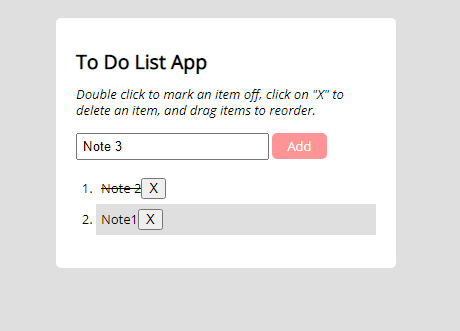 To Do List App
Double click to mark an item off, click on "X" to
delete an item, and drag items to reorder.
Note 3 Add
1. Note 2 X
2. Note1 X